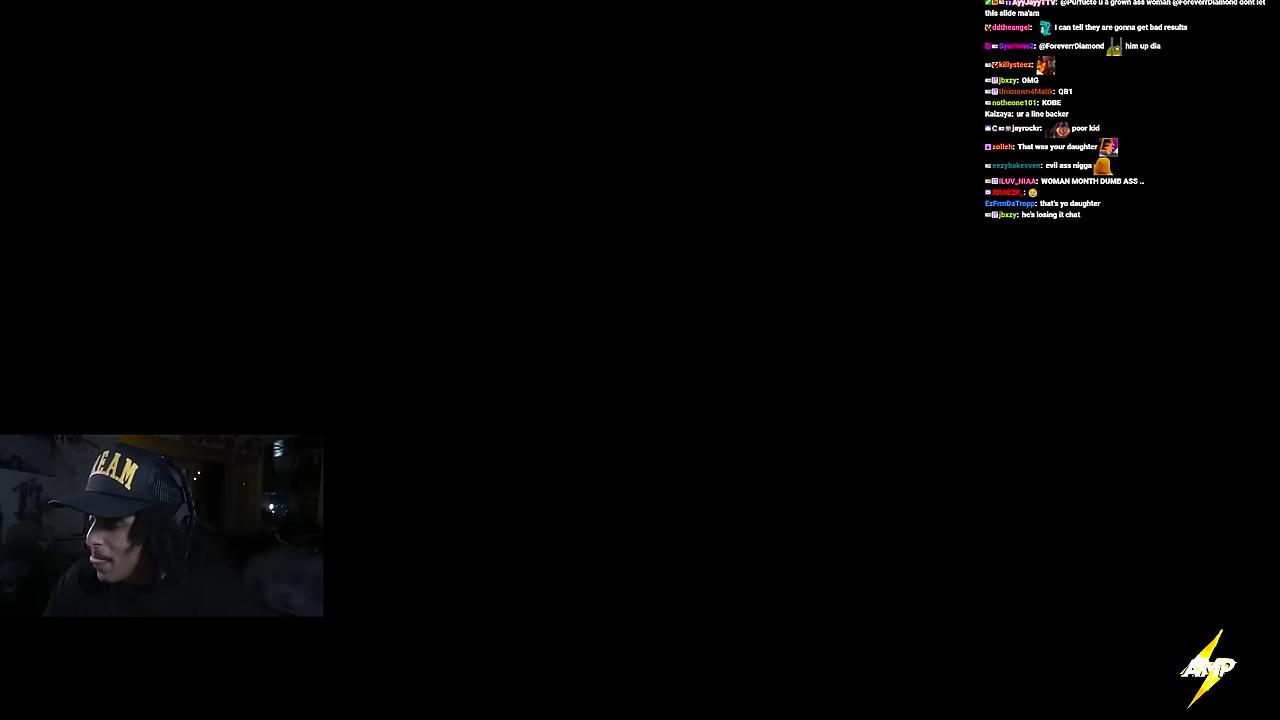 AyyJayyTTV: @Purfucte u a grown ass woman @ForeverrDiamond dont let
this slide ma'am
ddtheangel: I can tell they are gonna get bad results
@ForeverrDiamond him up dia
killysteez:
jbxzy: OMG
Unknown4Malik: QB1
notheone101: KOBE
Kaizaya: ur a line backer
jayrockr: poor kid
zolleh: That was your daughter
eezybakeoven: evil ass nigga
ILUV_NIAA: WOMAN MONTH DUMB ASS ..
EzFrmDaTropp: that's yo daughter
jbxzy: he's losing it chat
EAM
AMP